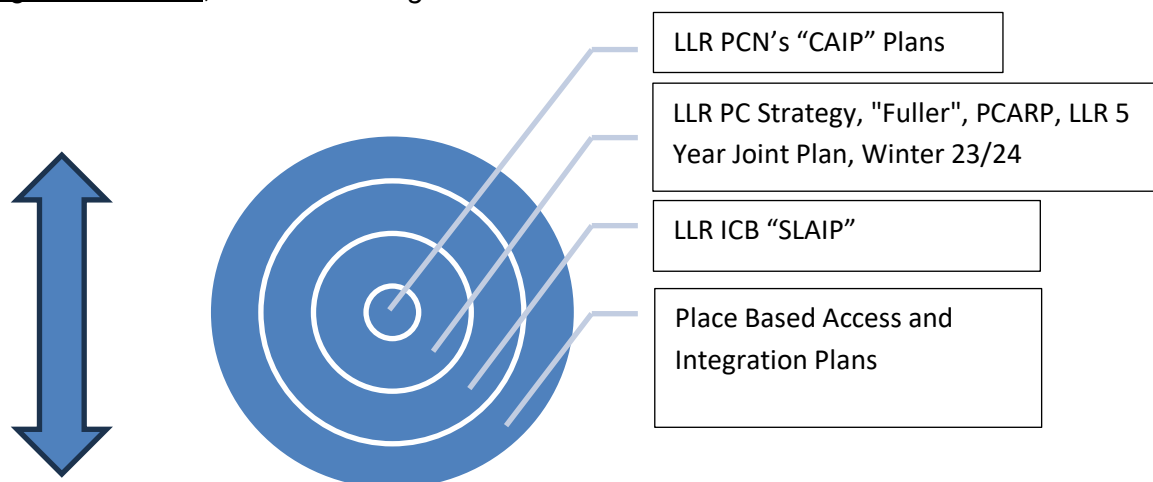 LLR PCN’s “CAIP” Plans
LLR PC Strategy, "Fuller", PCARP, LLR 5
Year Joint Plan, Winter 23/24
LLR ICB “SLAIP”
Place Based Access and
Integration Plans